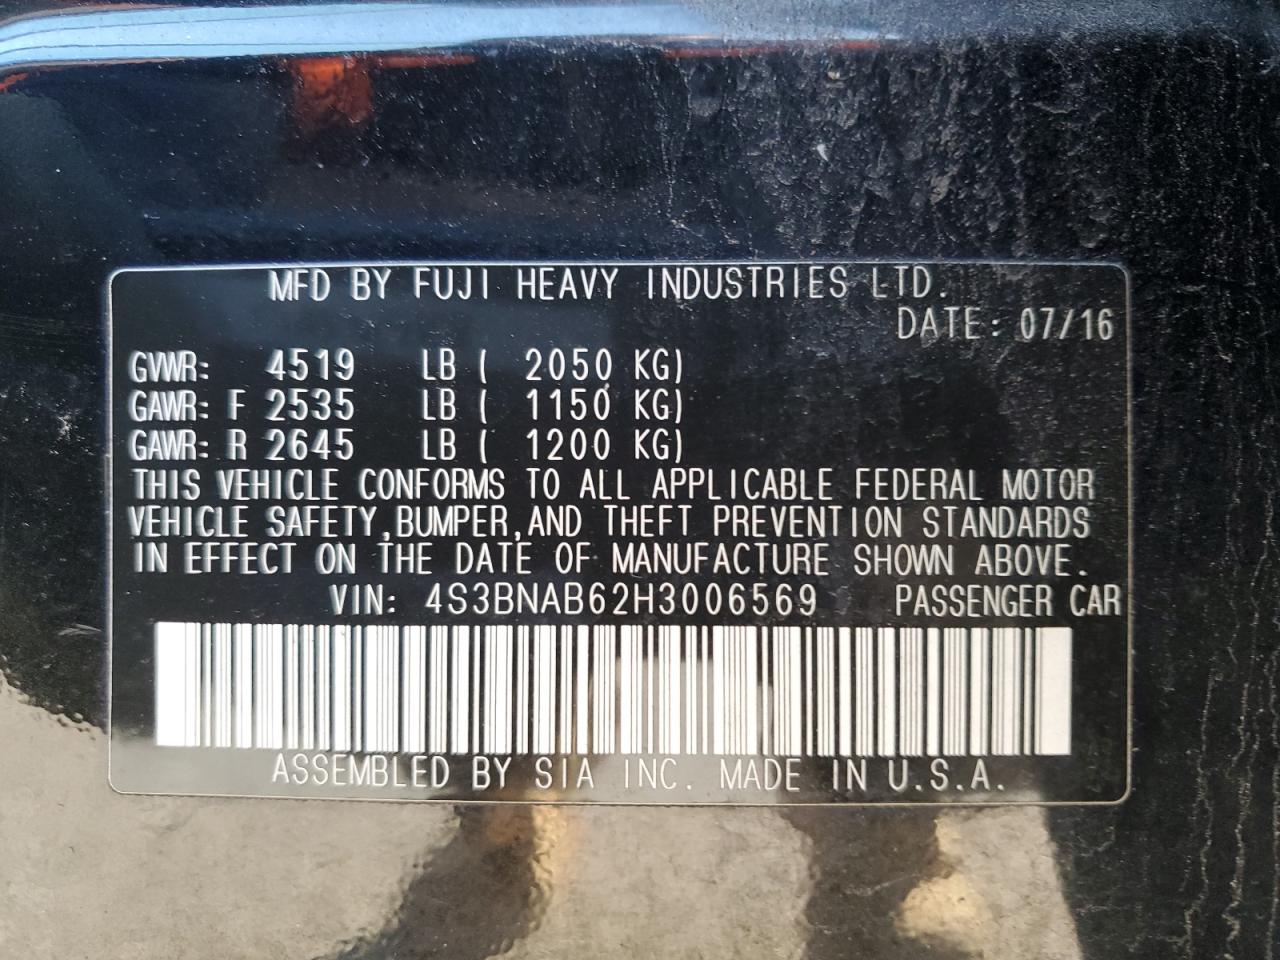 MFD BY FUJI HEAVY INDUSTRIES LTD.
DATE: 07/16
GVWR: 4519 LB ( 2050 KG)
GAWR: F 2535 LB ( 1150 KG)
GAWR: R 2645 LB ( 1200 KG)
THIS VEHICLE CONFORMS TO ALL APPLICABLE FEDERAL MOTOR
VEHICLE SAFETY,BUMPER,AND THEFT PREVENTION STANDARDS
IN EFFECT ON THE DATE OF MANUFACTURE SHOWN ABOVE.
VIN: 4S3BNAB62H3006569 PASSENGER CAR
ASSEMBLED BY SIA INC. MADE IN U.S.A.